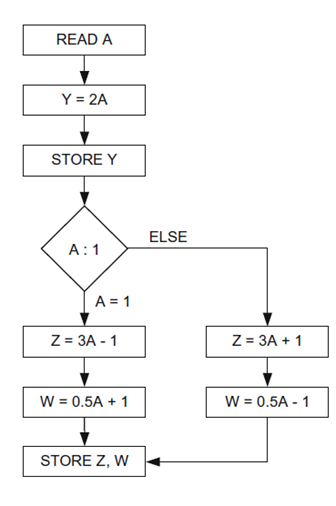 READ A
Y = 2A
STORE Y
A : 1
ELSE
A = 1
Z = 3A - 1
Z = 3A + 1
W = 0.5A + 1
W = 0.5A - 1
STORE Z, W